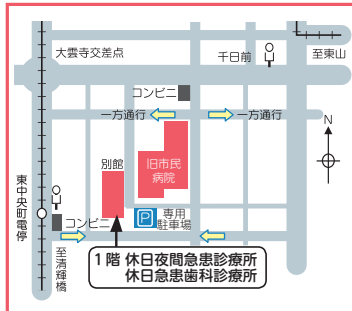 大雲寺交差点
千日前
至東山
コンビニ
一方通行
一方通行
N
別館
旧市民
病院
東中央町電停
コンビニ
P
専用
駐車場
至清輝橋
1階 休日夜間急患診療所
休日急患歯科診療所